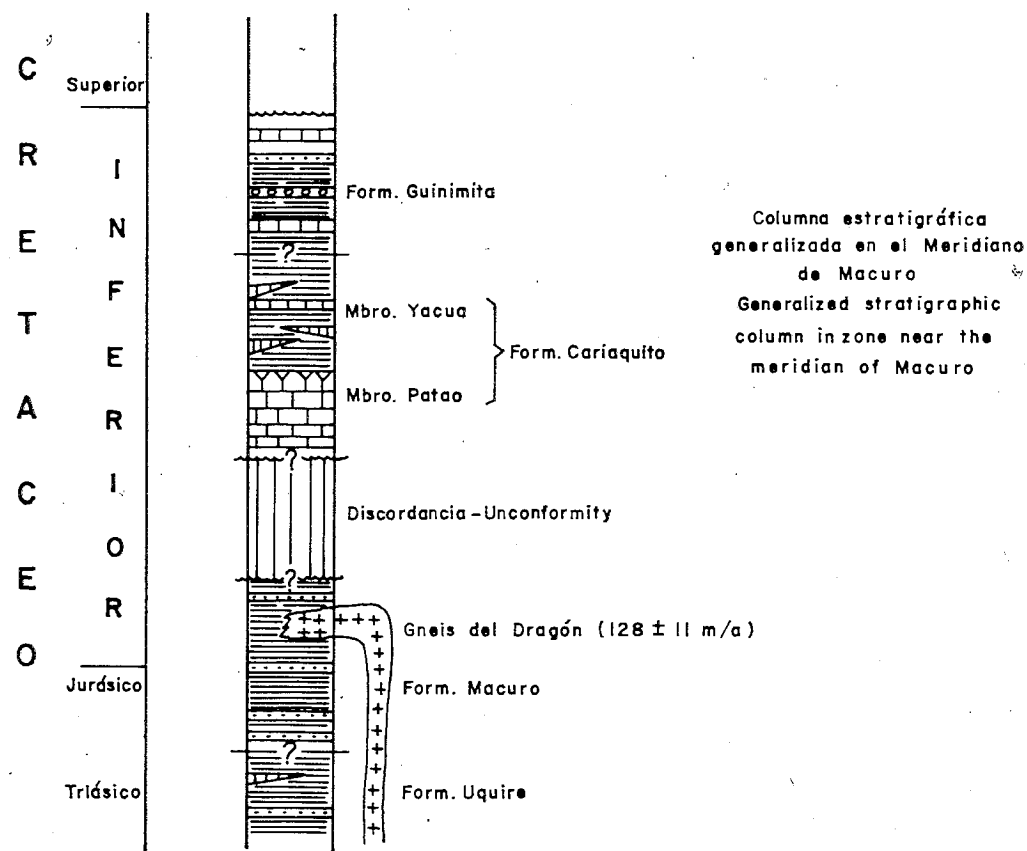 CRETACEO
Superior
INFERIOR
Form. Guinimita
?
Mbro. Yacua
Form. Cariaquito
Mbro. Patao
?
Discordancia-Unconformity
?
Gneis del Dragón (128 ± 11 m/a)
Jurásico
Form. Macuro
?
Triásico
Form. Uquire
Columna estratigráfica
generalizada en el Meridiano
de Macuro
Generalized stratigraphic
column in zone near the
meridian of Macuro